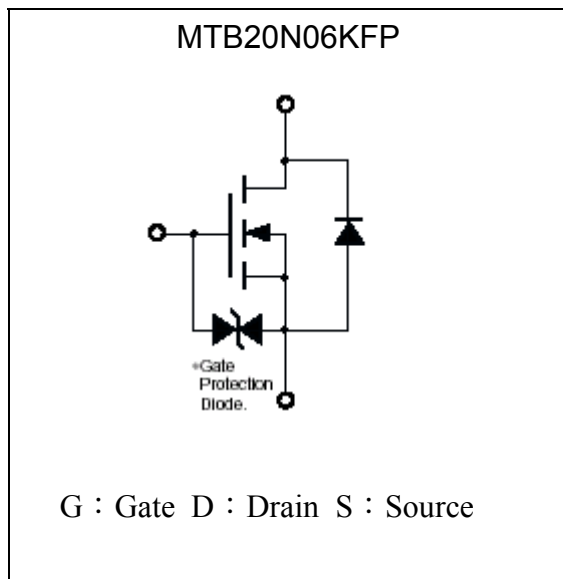 MTB20N06KFP
*Gate
Protection
Diode.
G：Gate D：Drain S：Source